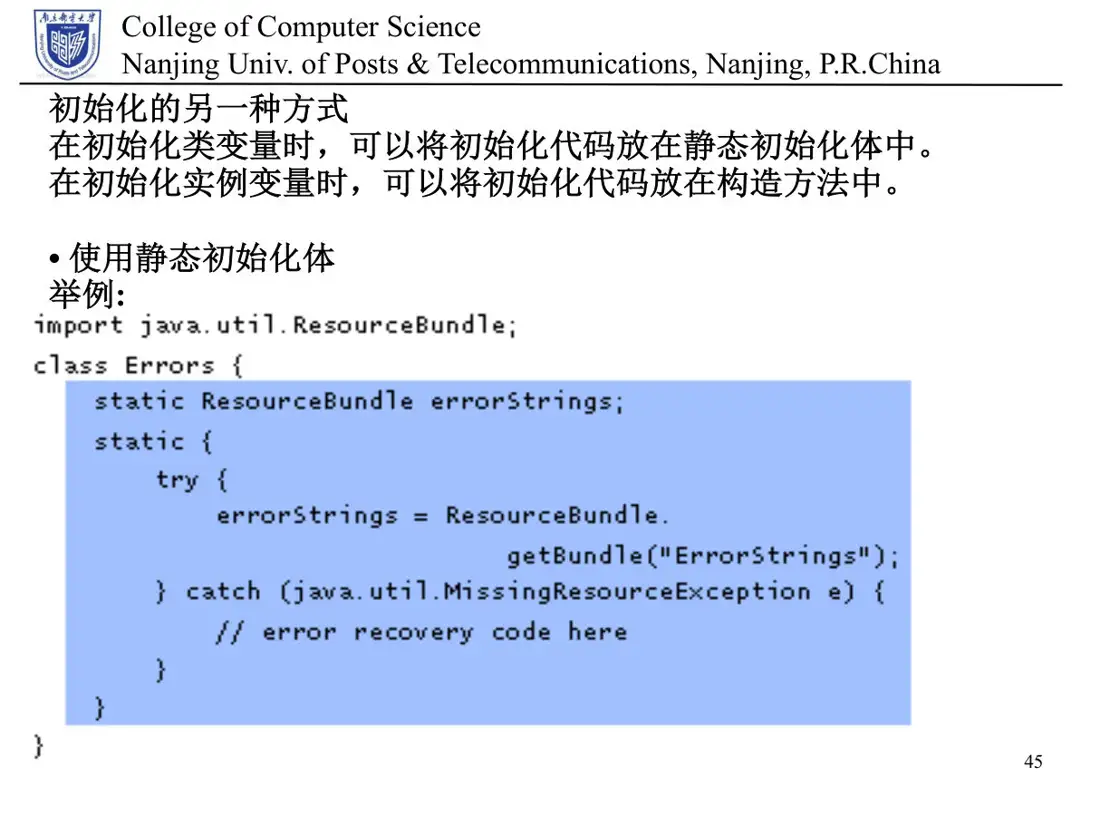 College of Computer Science
Nanjing Univ. of Posts & Telecommunications, Nanjing, P.R.China
初始化的另一种方式
在初始化类变量时，可以将初始化代码放在静态初始化体中。
在初始化实例变量时，可以将初始化代码放在构造方法中。
• 使用静态初始化体
举例:
import java.util.ResourceBundle;
class Errors {
static ResourceBundle errorStrings;
static {
try {
errorStrings = ResourceBundle.
getBundle("ErrorStrings");
} catch (java.util.MissingResourceException e) {
// error recovery code here
}
}
}
45